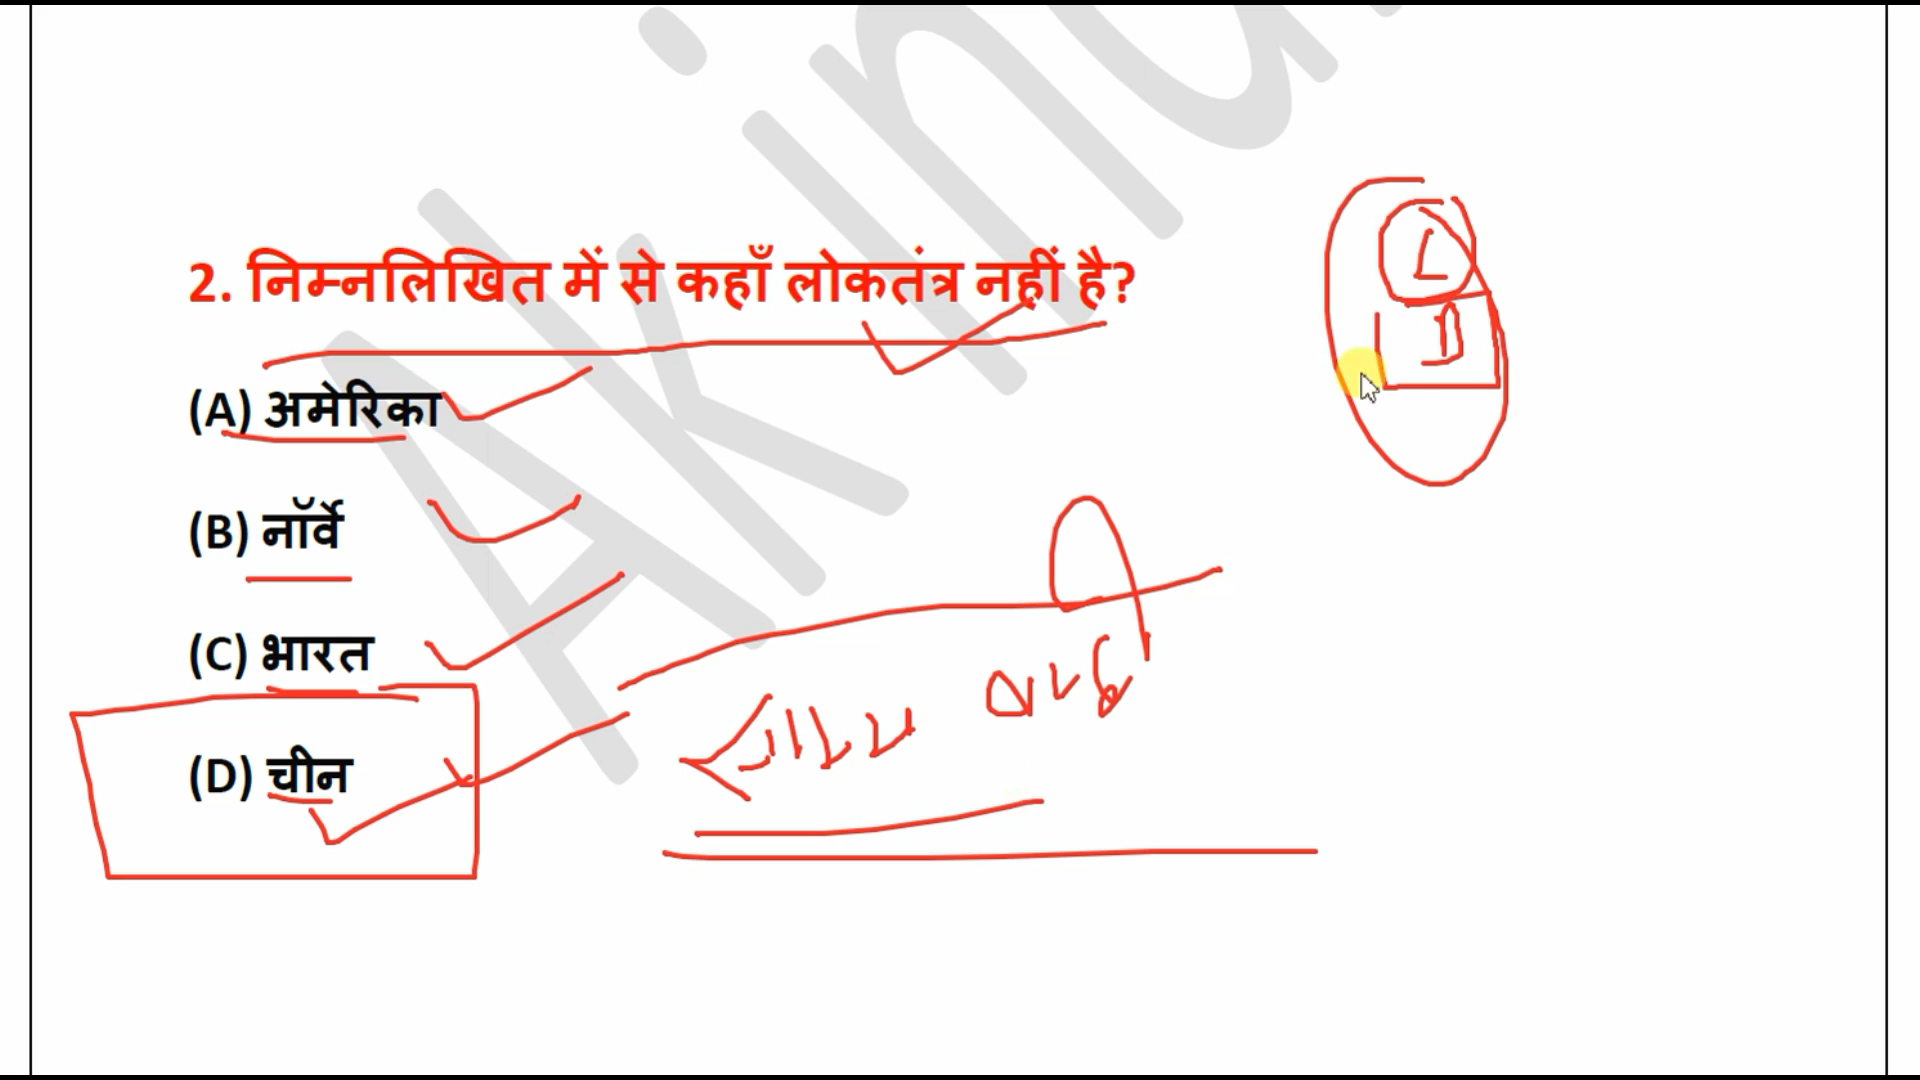 2. निम्नलिखित में से कहाँ लोकतंत्र नहीं है?
(A) अमेरिका
(B) नॉर्वे
(C) भारत
(D) चीन
L
D